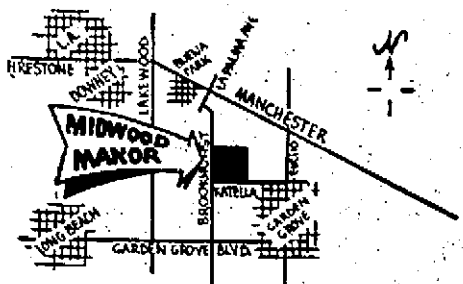 L.A.
FIRESTONE
DOWNEY
LAKEWOOD
BUENA
PARK
LA PALMA AVE
N
MANCHESTER
MIDWOOD
MANOR
BROOKHURST
EUCLID
KATELLA
LONG BEACH
GARDEN
GROVE
GARDEN GROVE BLVD.